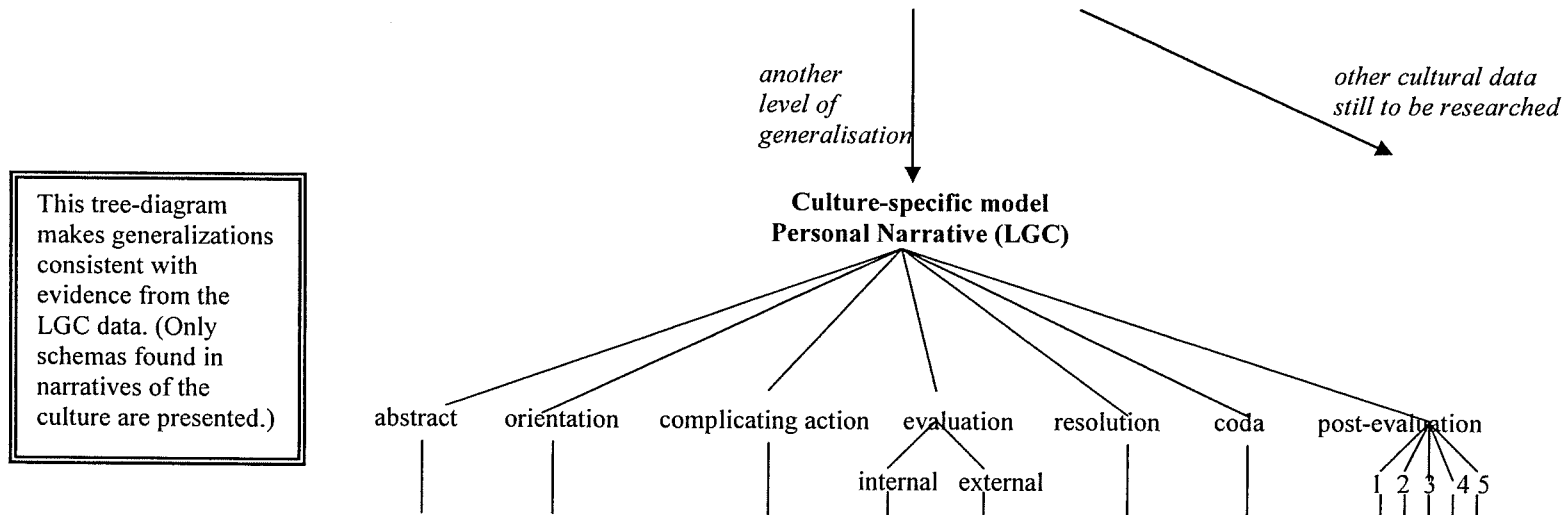 another
level of
generalisation
other cultural data
still to be researched
This tree-diagram
makes generalizations
consistent with
evidence from the
LGC data. (Only
schemas found in
narratives of the
culture are presented.)
Culture-specific model
Personal Narrative (LGC)
abstract orientation complicating action evaluation resolution coda post-evaluation
internal external 1 2 3 4 5